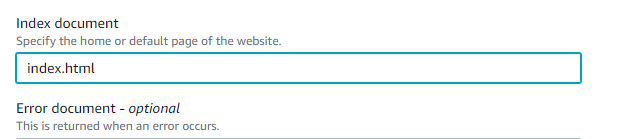 Index document
Specify the home or default page of the website.
index.html
Error document - optional
This is returned when an error occurs.